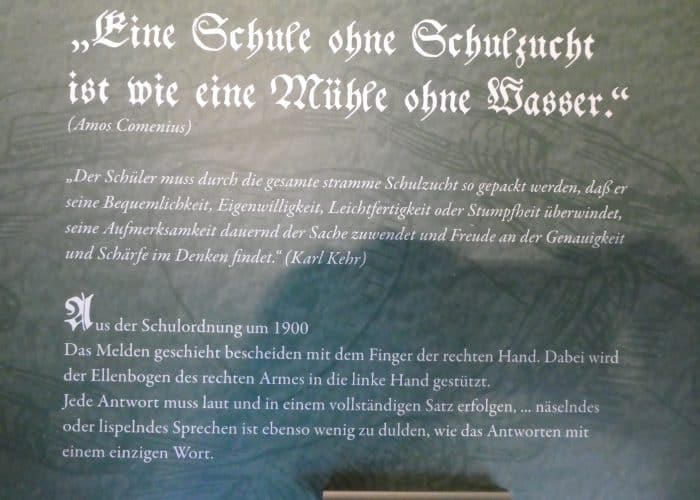 „Eine Schule ohne Schulzucht
ist wie eine Mühle ohne Wasser.“
(Amos Comenius)
„Der Schüler muss durch die gesamte stramme Schulzucht so gepackt werden, daß er
seine Bequemlichkeit, Eigenwilligkeit, Leichtfertigkeit oder Stumpfheit überwindet,
seine Aufmerksamkeit dauernd der Sache zuwendet und Freude an der Genauigkeit
und Schärfe im Denken findet.“ (Karl Kehr)
Aus der Schulordnung um 1900
Das Melden geschieht bescheiden mit dem Finger der rechten Hand. Dabei wird
der Ellenbogen des rechten Armes in die linke Hand gestützt.
Jede Antwort muss laut und in einem vollständigen Satz erfolgen, ... näselndes
oder lispelndes Sprechen ist ebenso wenig zu dulden, wie das Antworten mit
einem einzigen Wort.